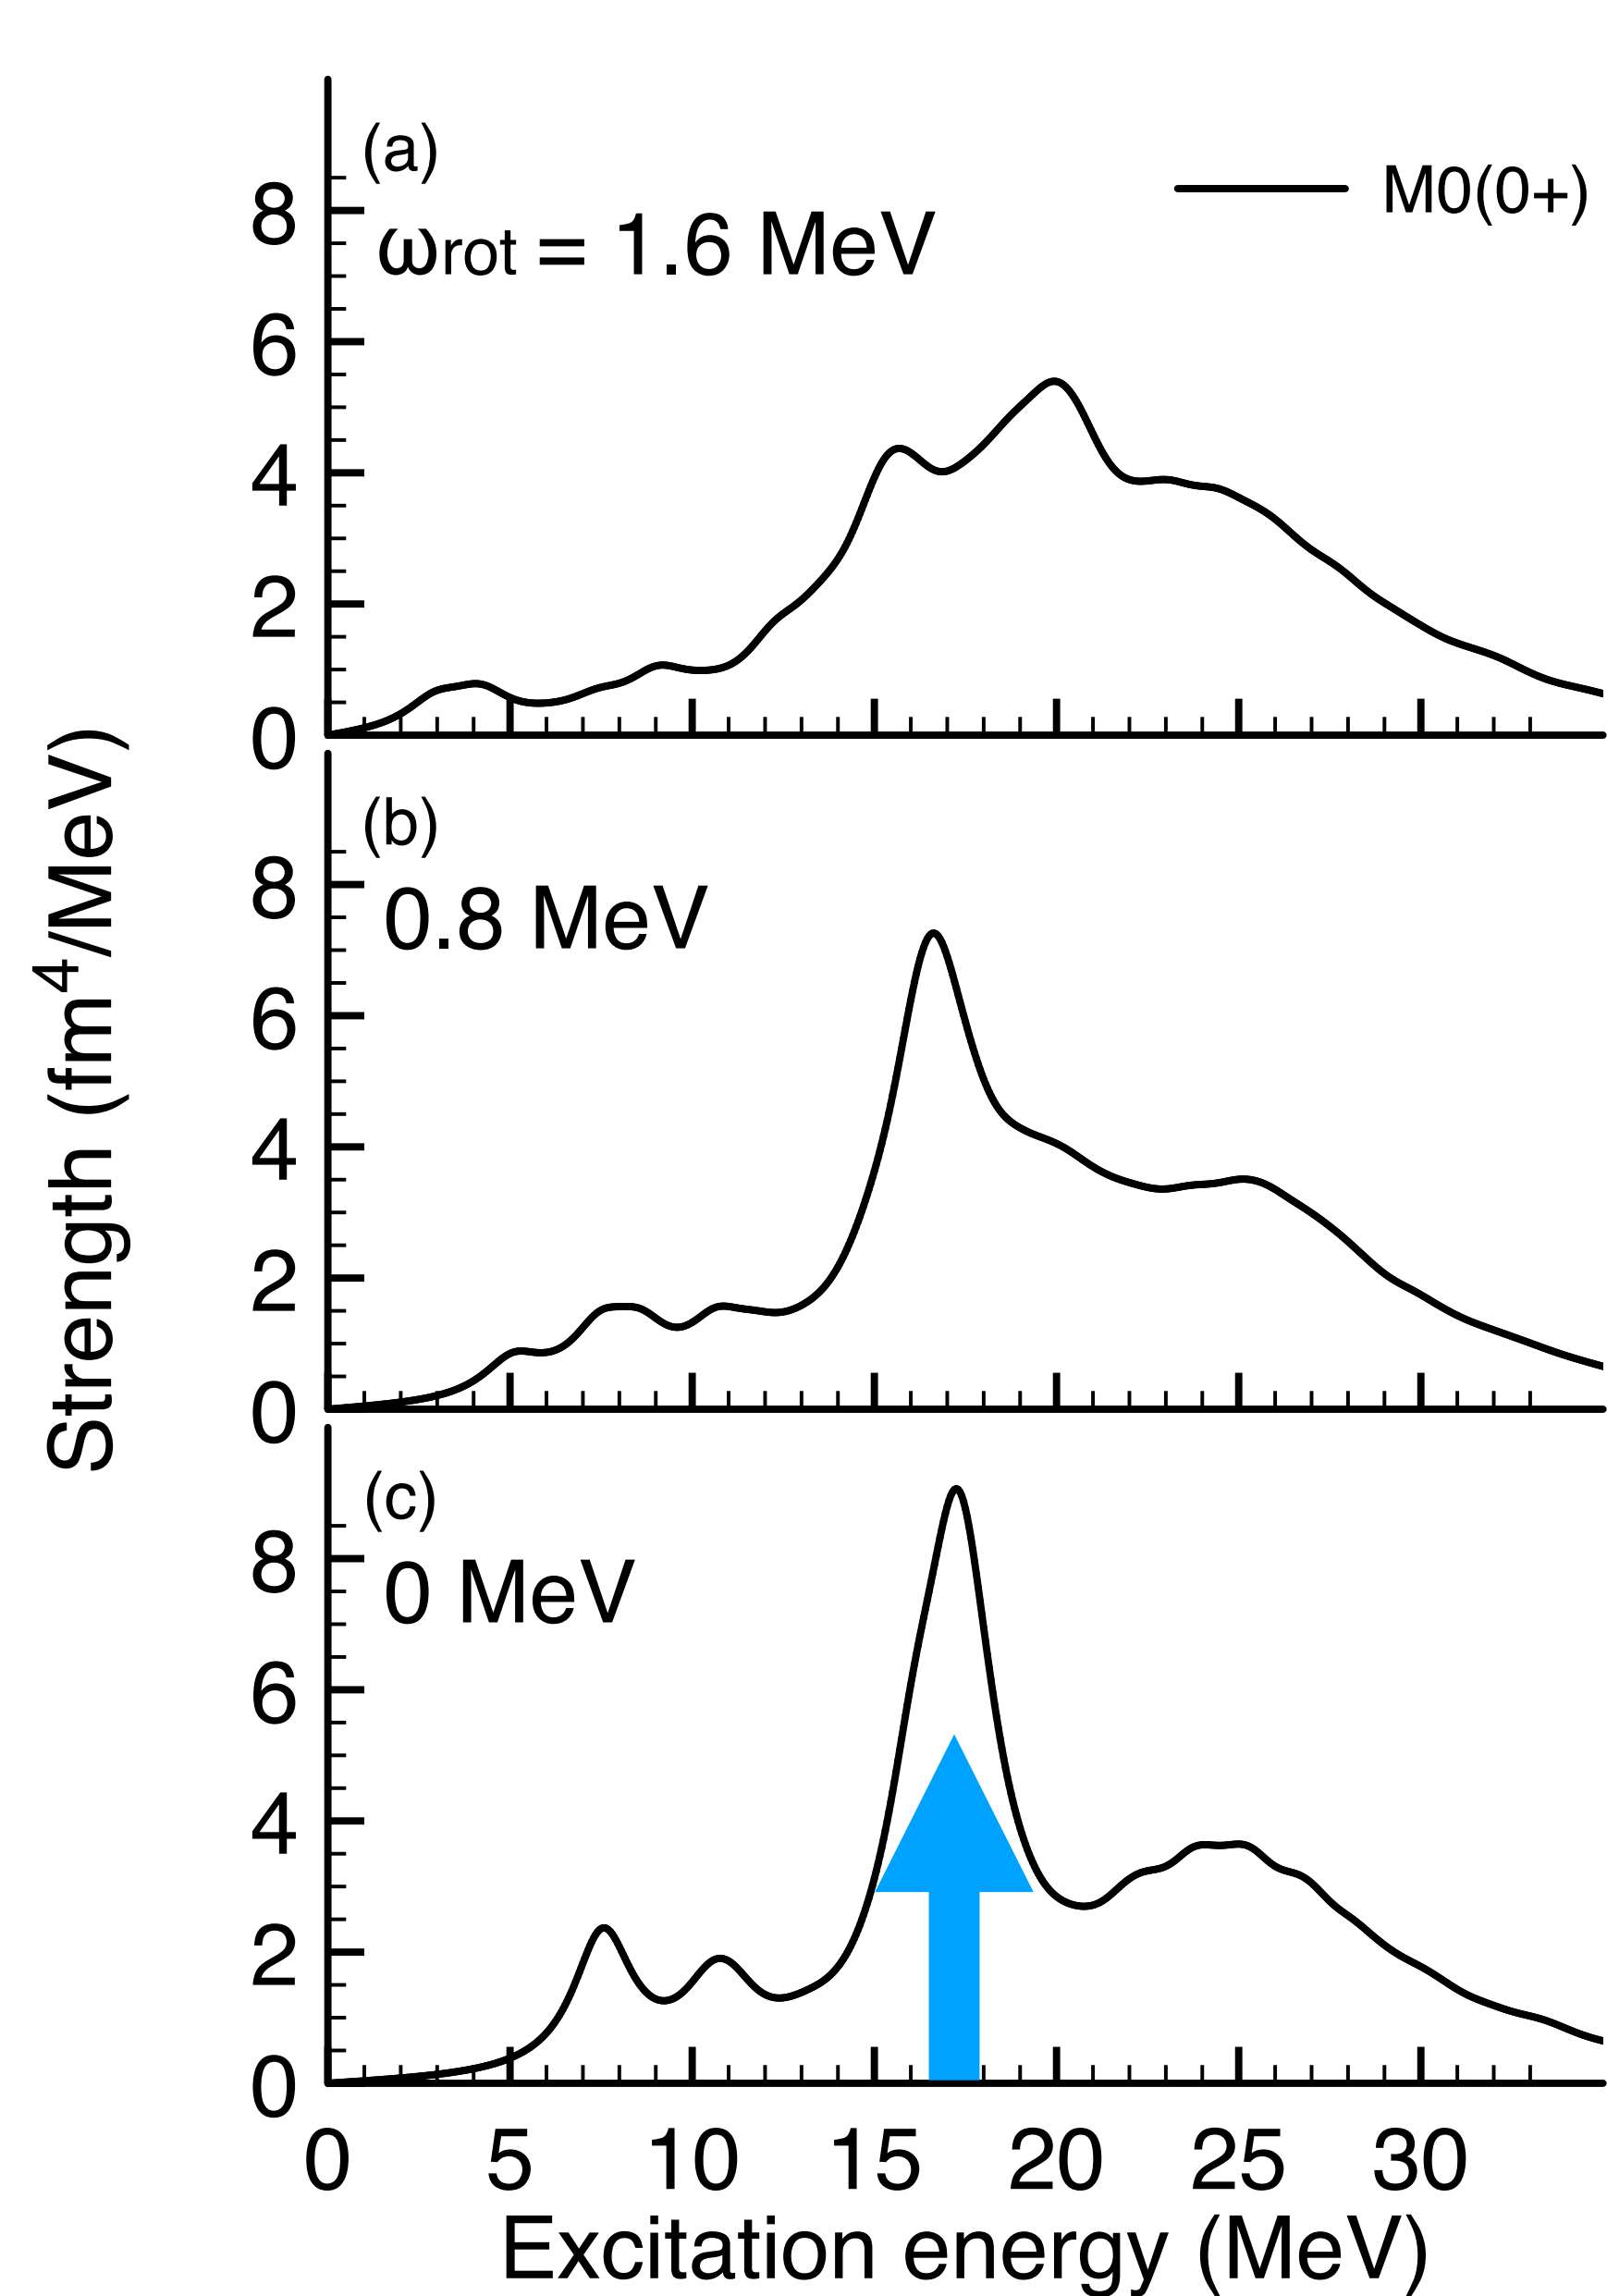 (a)
M0(0+)
ωrot = 1.6 MeV
8
6
4
2
0
(b)
0.8 MeV
8
6
4
2
0
(c)
0 MeV
8
6
4
2
0
Strength (fm⁴/MeV)
0 5 10 15 20 25 30
Excitation energy (MeV)